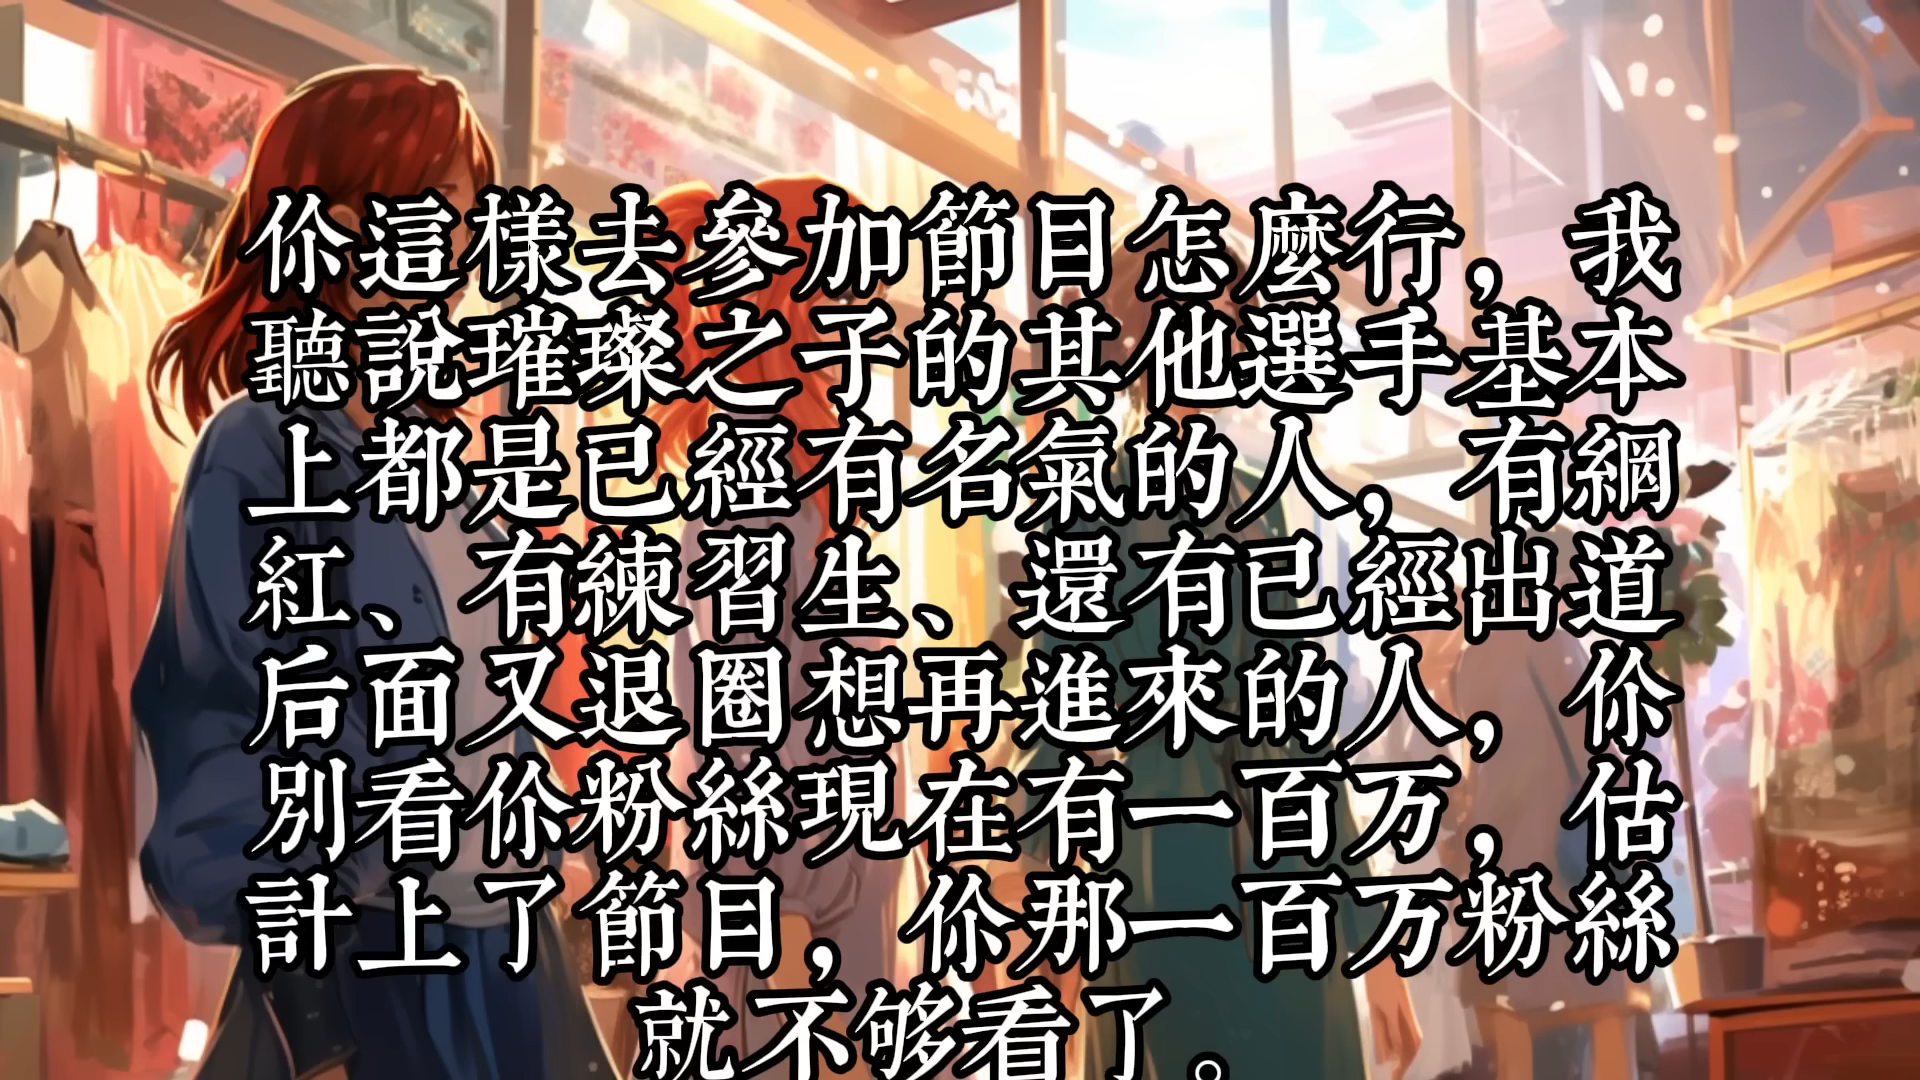 你這樣去參加節目怎麼行，我
聽說璀璨之子的其他選手基本
上都是已經有名氣的人，有網
紅、有練習生、還有已經出道
后面又退圈想再進來的人，你
別看你粉絲現在有一百万，估
計上了節目，你那一百万粉絲
就不够看了。